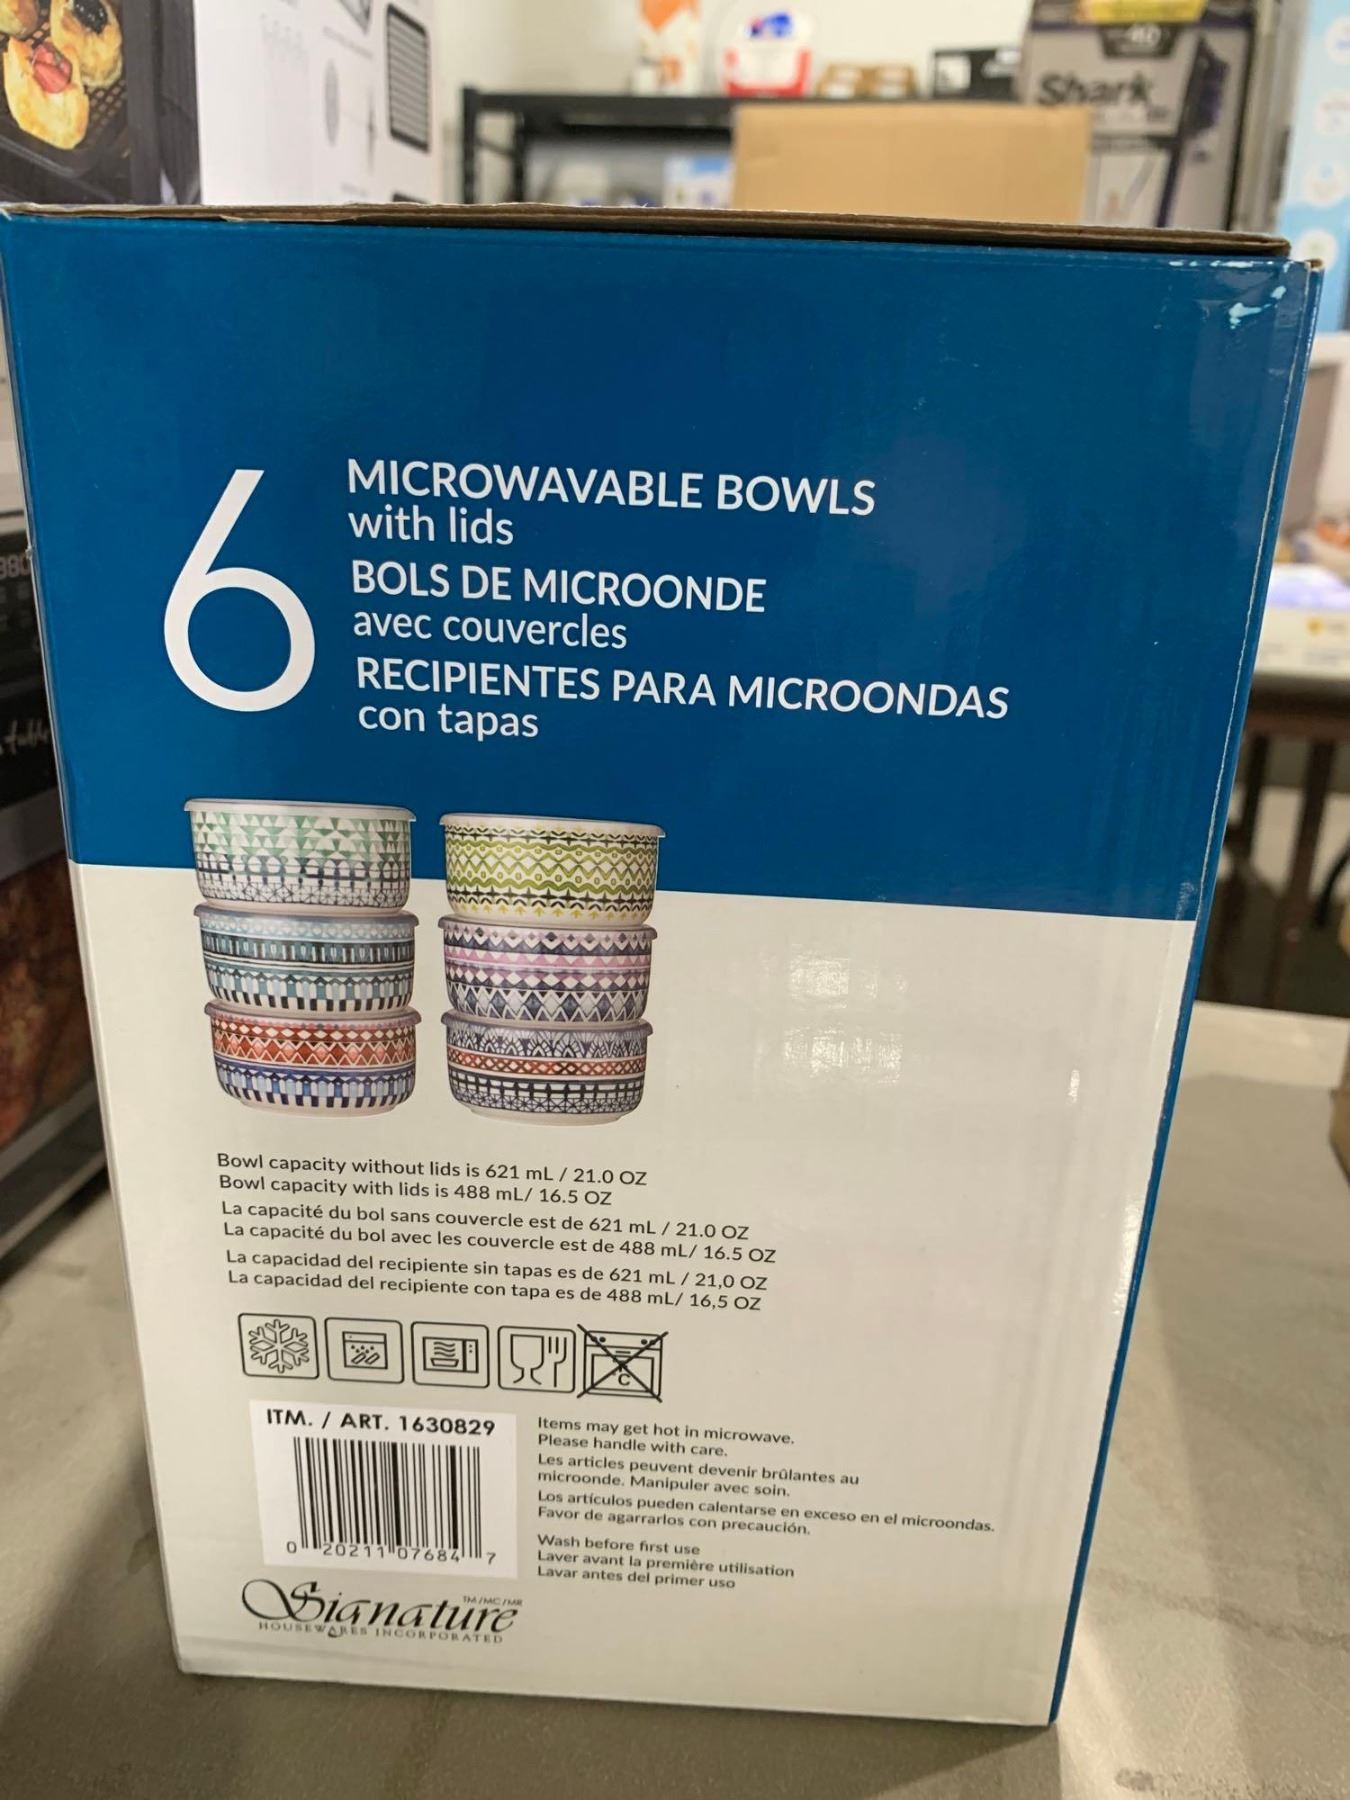 Shark
6
MICROWAVABLE BOWLS
with lids
BOLS DE MICROONDE
avec couvercles
RECIPIENTES PARA MICROONDAS
con tapas
Bowl capacity without lids is 621 mL / 21.0 OZ
Bowl capacity with lids is 488 mL/ 16.5 OZ
La capacité du bol sans couvercle est de 621 mL / 21.0 OZ
La capacité du bol avec les couvercle est de 488 mL/ 16.5 OZ
La capacidad del recipiente sin tapas es de 621 mL / 21,0 OZ
La capacidad del recipiente con tapa es de 488 mL/ 16,5 OZ
C
ITM. / ART. 1630829
0 20211 07684 7
Items may get hot in microwave.
Please handle with care.
Les articles peuvent devenir brûlantes au
microonde. Manipuler avec soin.
Los artículos pueden calentarse en exceso en el microondas.
Favor de agarrarlos con precaución.
Wash before first use
Laver avant la première utilisation
Lavar antes del primer uso
Signature TM/MC/MR
HOUSEWARES INCORPORATED